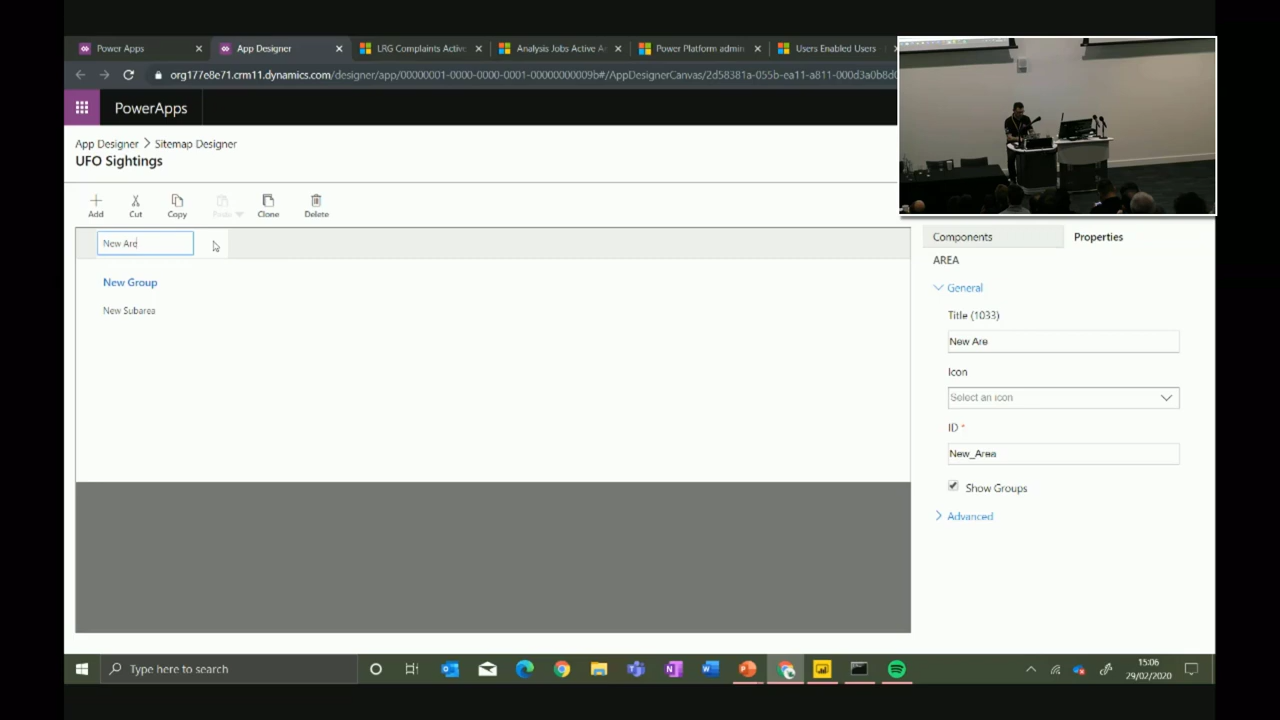 Power Apps
App Designer
LRG Complaints Active
Analysis Jobs Active A
Power Platform admin
Users Enabled Users
org177e8e71.crm11.dynamics.com/designer/app/00000001-0000-0000-0001-00000000009b#/AppDesignerCanvas/2d58381a-055b-ea11-a811-000d3a0b8d0
PowerApps
App Designer > Sitemap Designer
UFO Sightings
Add Cut Copy Paste Clone Delete
New Are
New Group
New Subarea
Components Properties
AREA
General
Title (1033)
New Are
Icon
Select an icon
ID *
New_Area
Show Groups
Advanced
Type here to search
15:06
29/02/2020